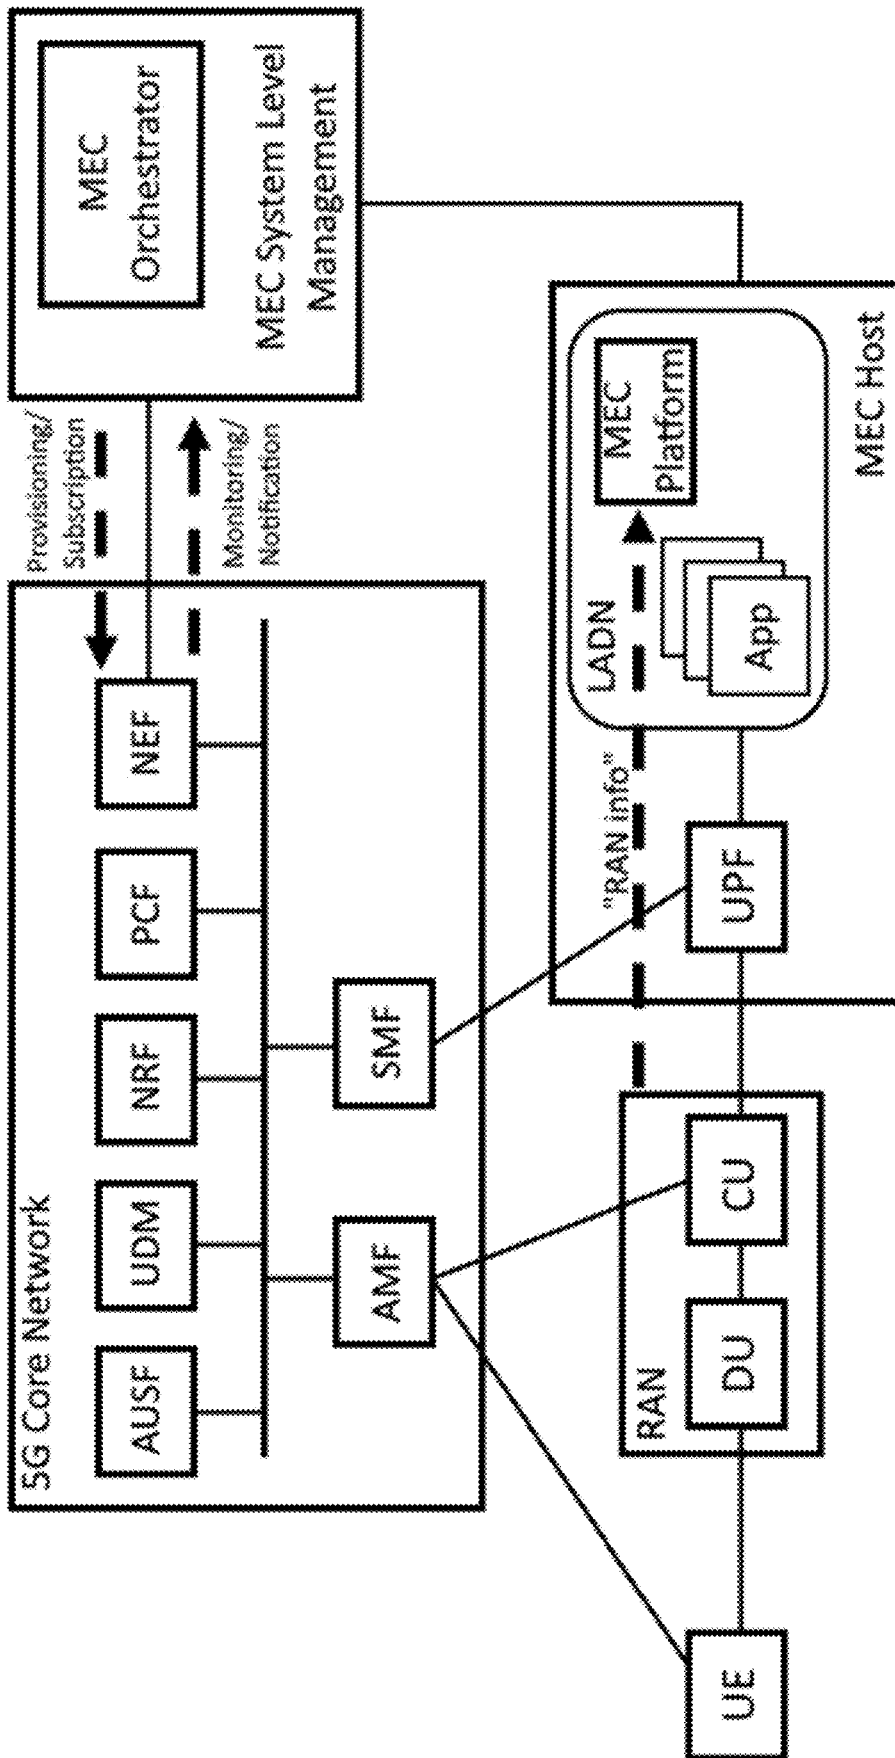 5G Core Network
AUSF
UDM
NRF
PCF
NEF
AMF
SMF
Provisioning/
Subscription
Monitoring/
Notification
MEC
Orchestrator
MEC System Level
Management
UE
RAN
DU
CU
"RAN info"
UPF
LADN
App
MEC
Platform
MEC Host